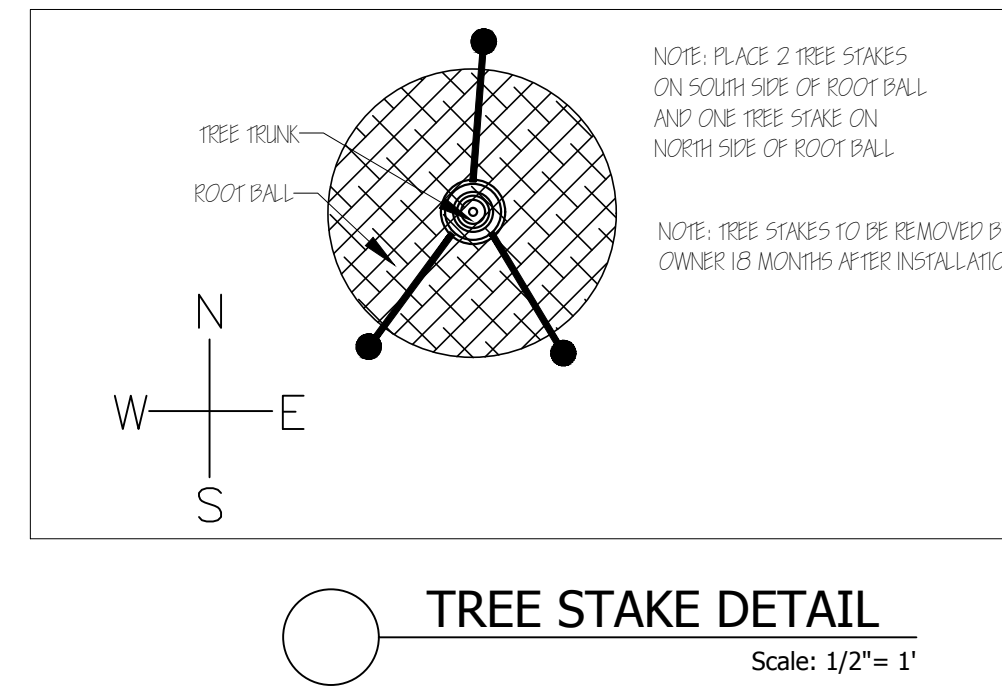 NOTE: PLACE 2 TREE STAKES
ON SOUTH SIDE OF ROOT BALL
AND ONE TREE STAKE ON
NORTH SIDE OF ROOT BALL
TREE TRUNK
ROOT BALL
NOTE: TREE STAKES TO BE REMOVED B
OWNER 18 MONTHS AFTER INSTALLATIO
N
W E
S
TREE STAKE DETAIL
Scale: 1/2"= 1'